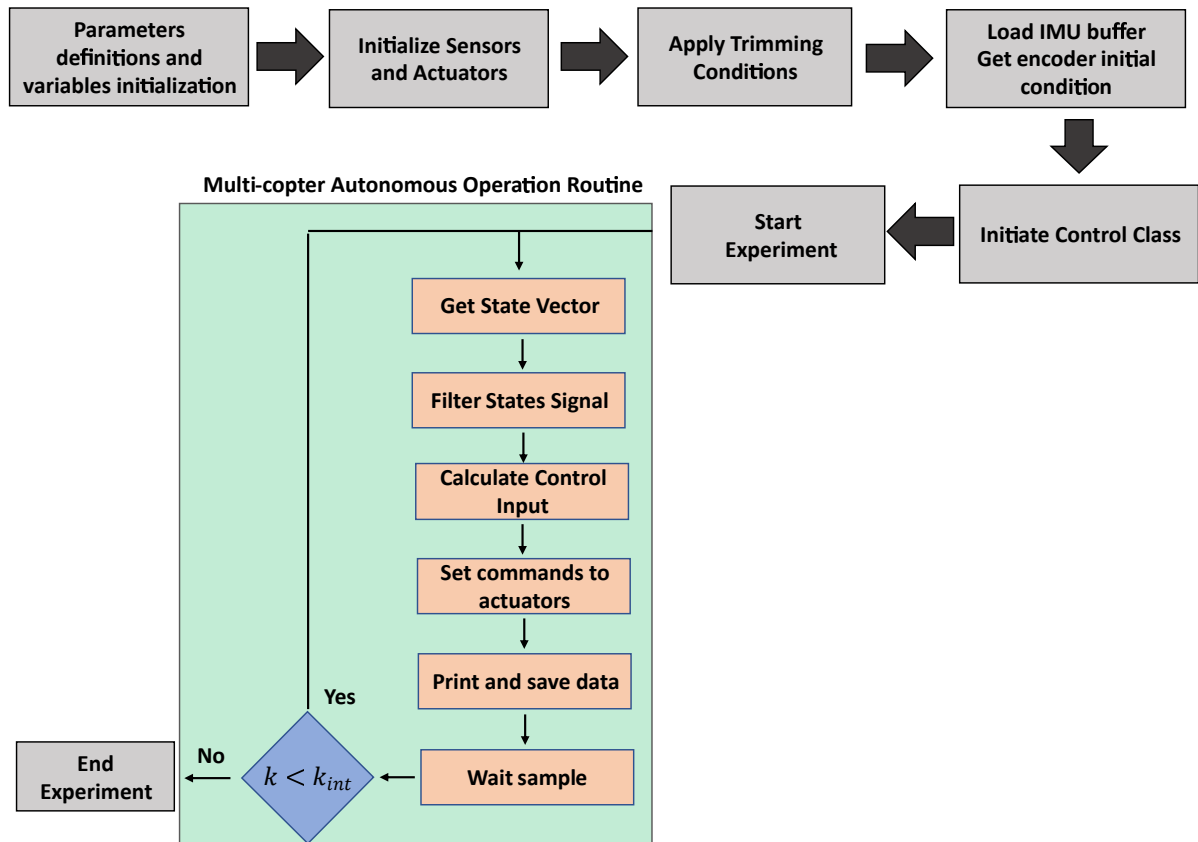 Parameters
definitions and
variables initialization
Initialize Sensors
and Actuators
Apply Trimming
Conditions
Load IMU buffer
Get encoder initial
condition
Initiate Control Class
Start
Experiment
Multi-copter Autonomous Operation Routine
Get State Vector
Filter States Signal
Calculate Control
Input
Set commands to
actuators
Print and save data
Wait sample
k < k_int
Yes
No
End
Experiment